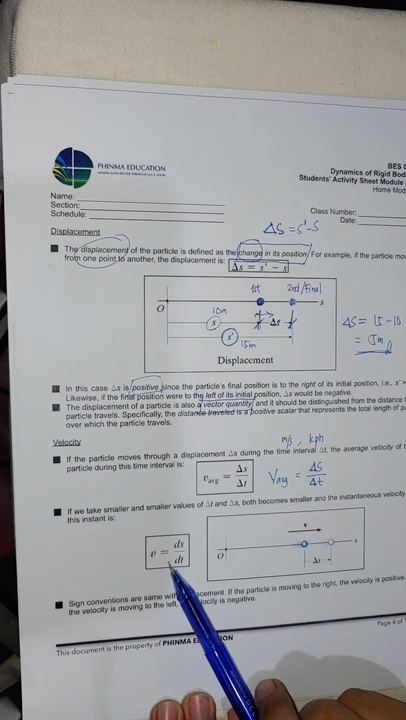 PHINMA EDUCATION
BES
Dynamics of Rigid Bod
Students' Activity Sheet Module
Home Mod
Name:
Section:
Schedule:
Class Number:
Date:
ΔS = s' - s
Displacement
The displacement of the particle is defined as the change in its position. For example, if the particle mov
from one point to another, the displacement is: Δs = s' − s
1st 2nd/Final
O s
10m s Δs
s' 15m
Displacement
ΔS = 15 - 10
= 5m
In this case Δs is positive since the particle's final position is to the right of its initial position, i.e., s' >
Likewise, if the final position were to the left of its initial position, Δs would be negative.
The displacement of a particle is also a vector quantity, and it should be distinguished from the distance
particle travels. Specifically, the distance traveled is a positive scalar that represents the total length of pa
over which the particle travels.
m/s, kph
Velocity
If the particle moves through a displacement Δs during the time interval Δt, the average velocity of t
particle during this time interval is:
v avg = Δs/Δt
Vavg = ΔS/Δt
If we take smaller and smaller values of Δt and Δs, both becomes smaller and the instantaneous velocity
this instant is:
v = ds/dt
v
O s
Δs
Sign conventions are same with acement. If the particle is moving to the right, the velocity is positive.
the velocity is moving to the left, locity is negative.
Page 4 of
This document is the property of PHINMA E UCATION